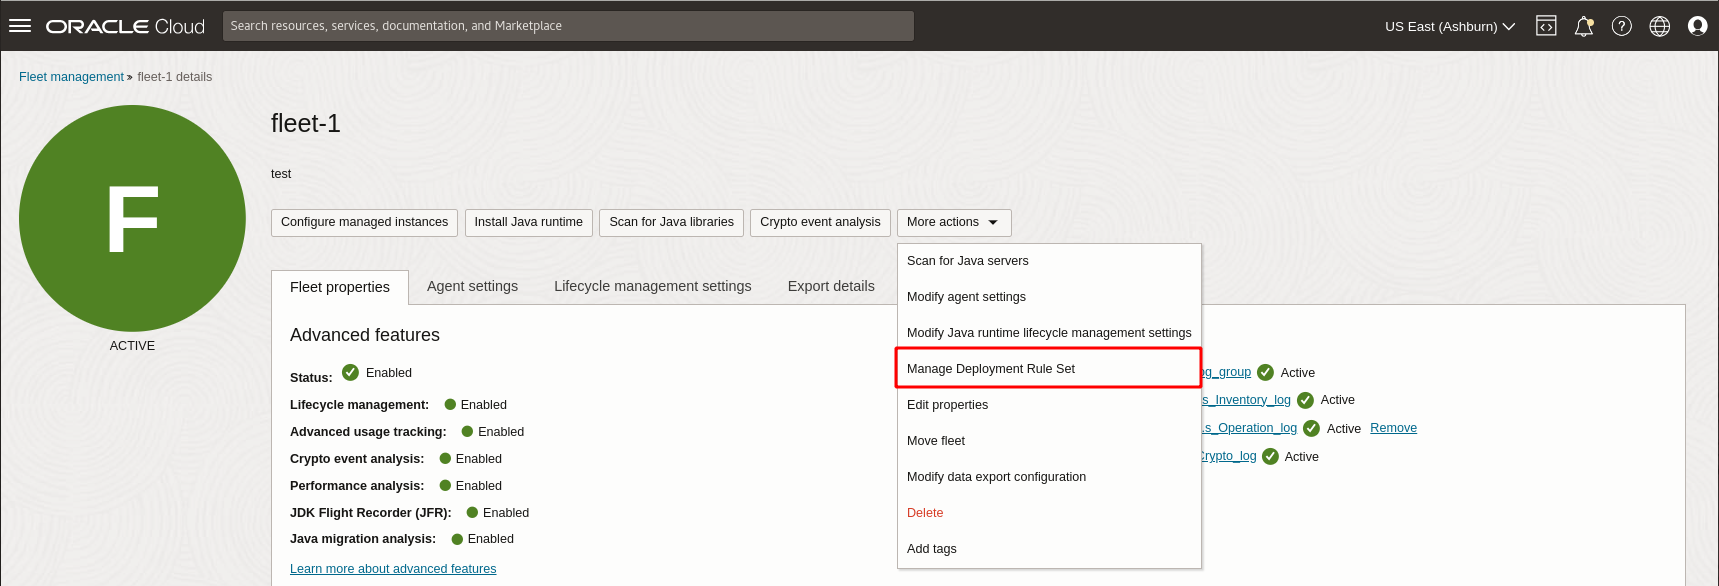 ORACLE Cloud
Search resources, services, documentation, and Marketplace
US East (Ashburn)
Fleet management » fleet-1 details
F
ACTIVE
fleet-1
test
Configure managed instances
Install Java runtime
Scan for Java libraries
Crypto event analysis
More actions
Scan for Java servers
Modify agent settings
Modify Java runtime lifecycle management settings
Manage Deployment Rule Set
Edit properties
Move fleet
Modify data export configuration
Delete
Add tags
Fleet properties
Agent settings
Lifecycle management settings
Export details
Advanced features
Status: Enabled
Lifecycle management: Enabled
Advanced usage tracking: Enabled
Crypto event analysis: Enabled
Performance analysis: Enabled
JDK Flight Recorder (JFR): Enabled
Java migration analysis: Enabled
Learn more about advanced features
og_group Active
s_Inventory_log Active
s_Operation_log Active Remove
Crypto_log Active